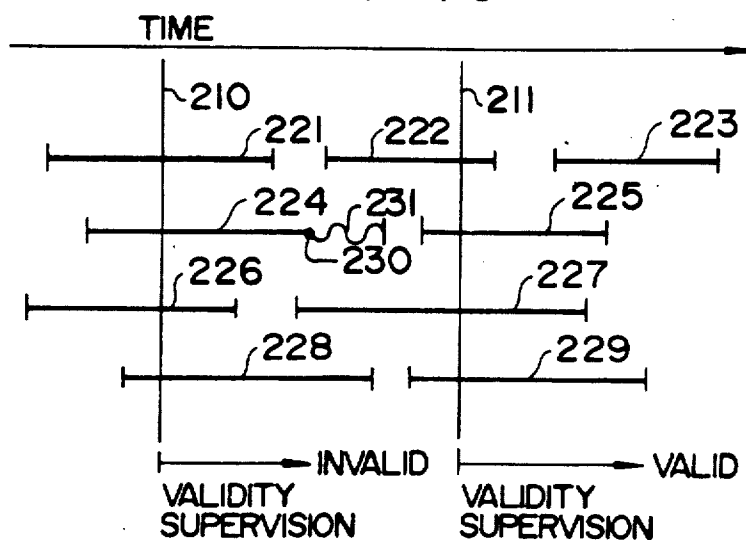 TIME
210
211
221
222
223
224
231
225
230
226
227
228
229
INVALID
VALID
VALIDITY
SUPERVISION
VALIDITY
SUPERVISION